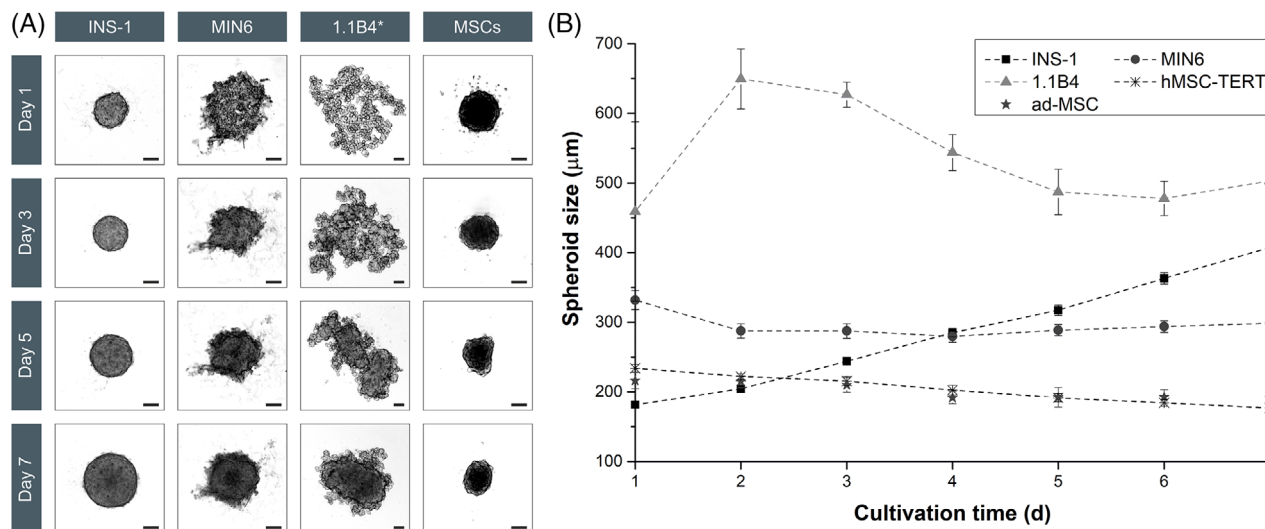 (A)
INS-1 MIN6 1.1B4* MSCs
Day 1
Day 3
Day 5
Day 7
(B)
700
600
500
400
300
200
100
Spheroid size (μm)
INS-1 MIN6
1.1B4 hMSC-TERT
ad-MSC
1 2 3 4 5 6 7
Cultivation time (d)